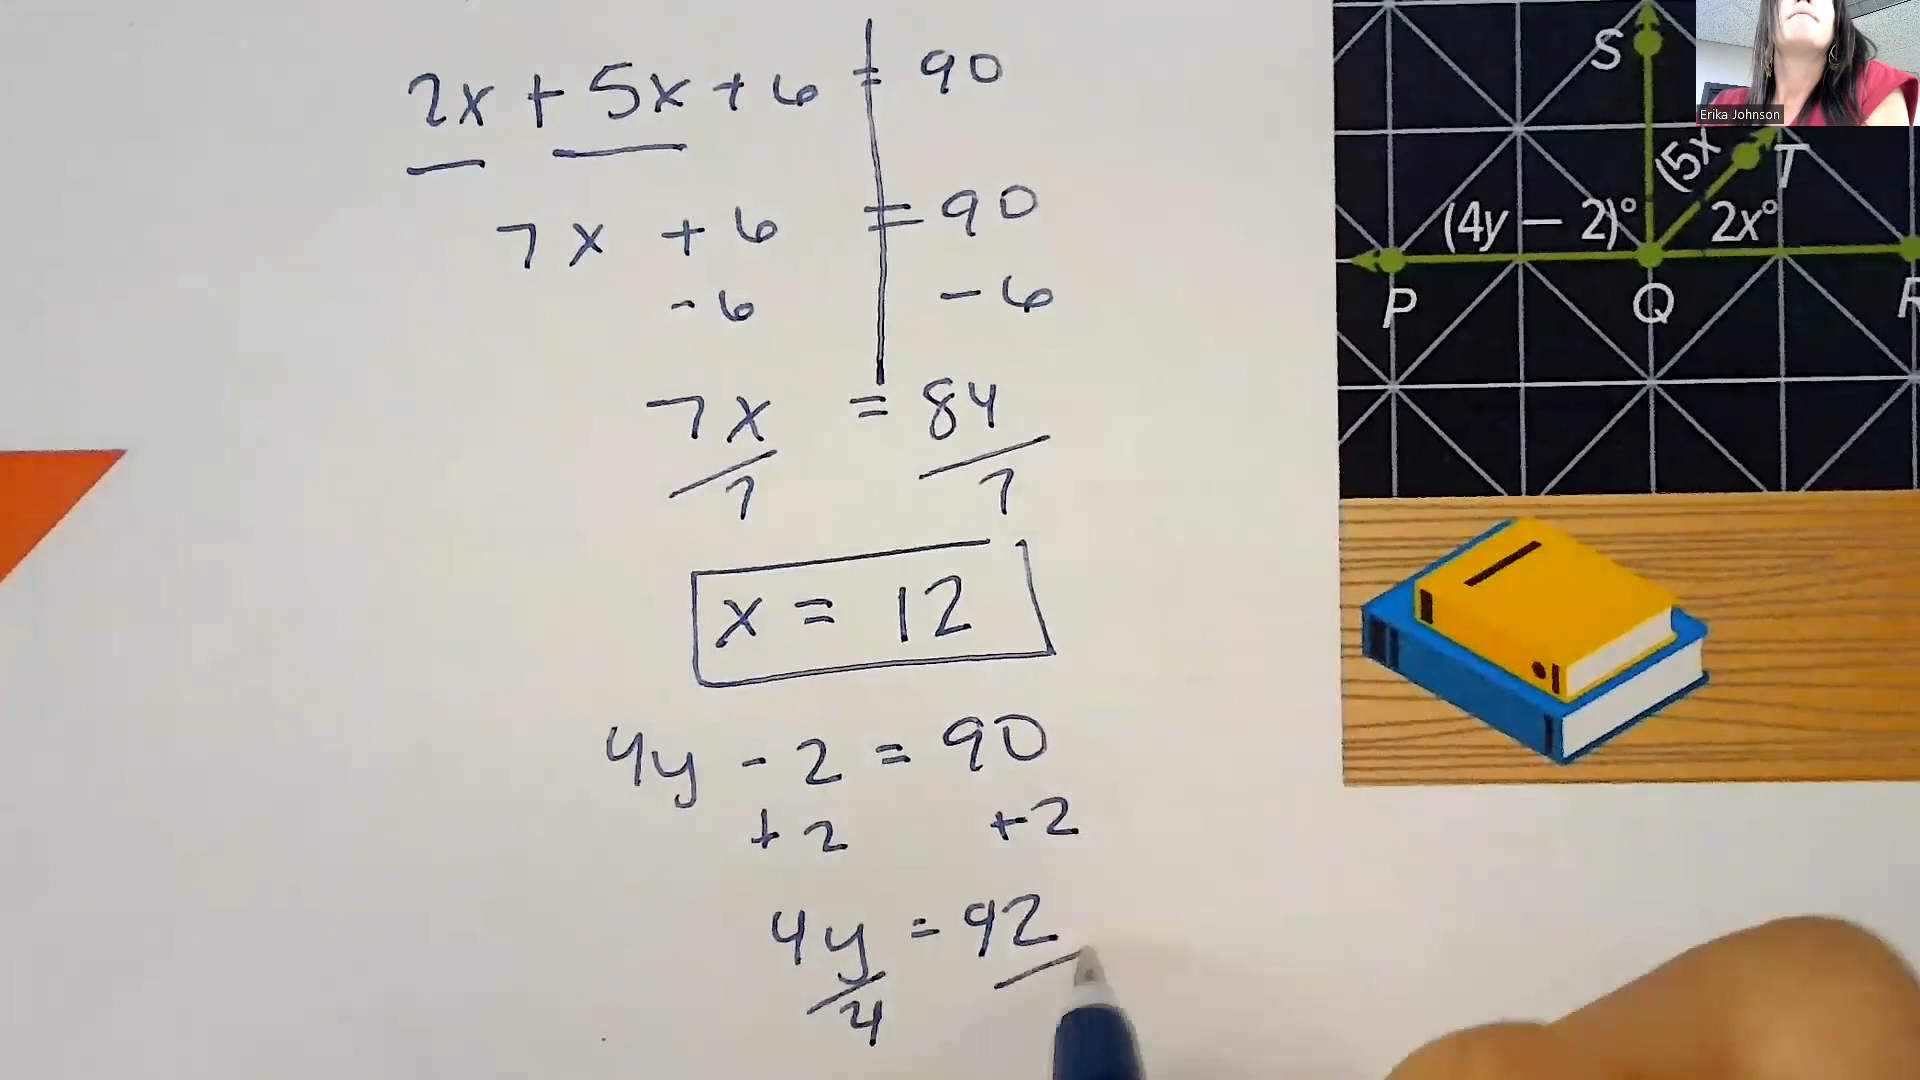 2x + 5x + 6 = 90
7x + 6 = 90
- 6 - 6
7x = 84
7 7
x = 12
4y - 2 = 90
+ 2 +2
4y = 92
4
S
Erika Johnson
(5x
T
(4y — 2)°
2x°
P
Q